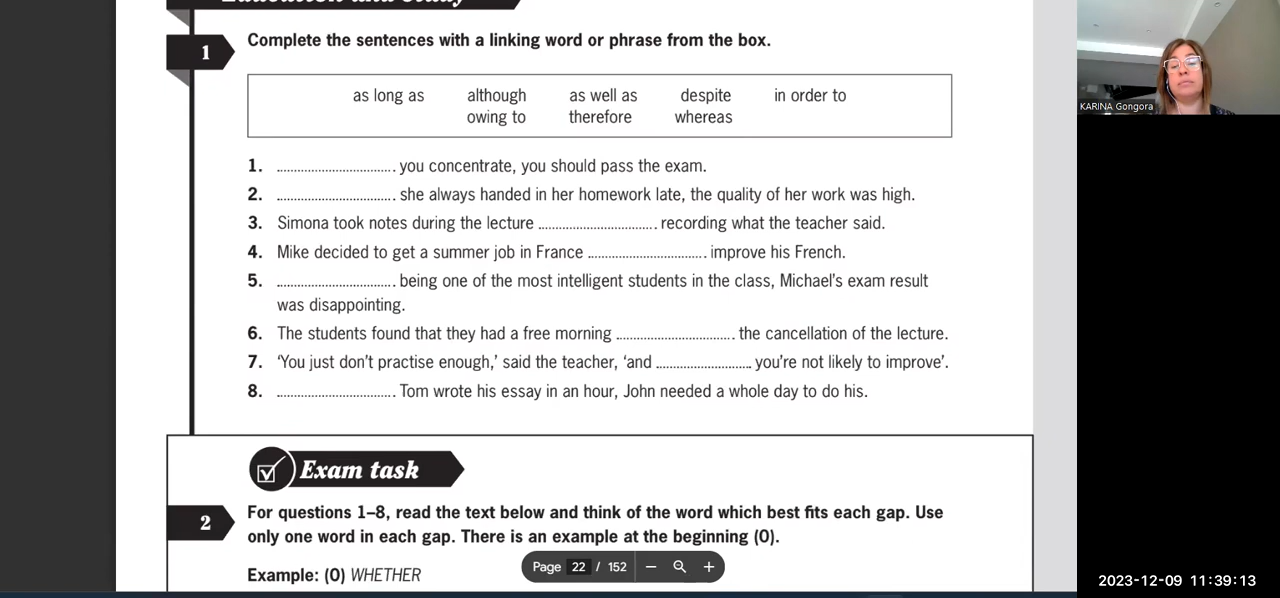 Education and Study
1
Complete the sentences with a linking word or phrase from the box.
as long as although as well as despite in order to
owing to therefore whereas
1. ................................. you concentrate, you should pass the exam.
2. ................................. she always handed in her homework late, the quality of her work was high.
3. Simona took notes during the lecture ................................. recording what the teacher said.
4. Mike decided to get a summer job in France ................................. improve his French.
5. ................................. being one of the most intelligent students in the class, Michael's exam result
was disappointing.
6. The students found that they had a free morning ................................. the cancellation of the lecture.
7. 'You just don't practise enough,' said the teacher, 'and .......................... you're not likely to improve'.
8. ................................. Tom wrote his essay in an hour, John needed a whole day to do his.
Exam task
2
For questions 1–8, read the text below and think of the word which best fits each gap. Use
only one word in each gap. There is an example at the beginning (0).
Example: (0) WHETHER
Page 22 / 152
KARINA Gongora
2023-12-09 11:39:13